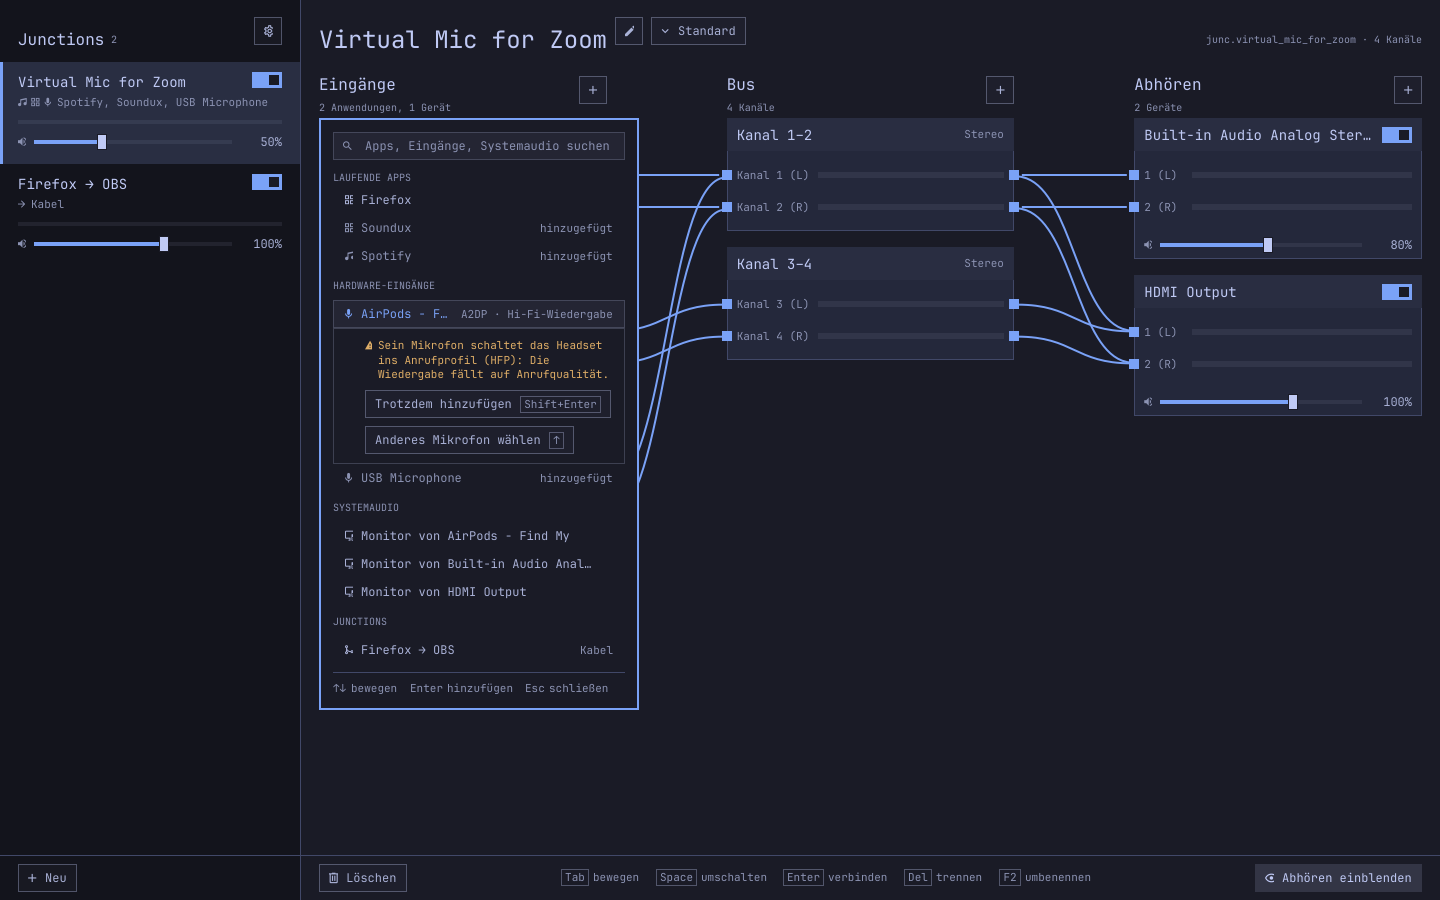 Junctions 2
Virtual Mic for Zoom
Spotify, Soundux, USB Microphone
50%
Firefox → OBS
→ Kabel
100%
+ Neu
Virtual Mic for Zoom
Standard
junc.virtual_mic_for_zoom · 4 Kanäle
Eingänge
+
2 Anwendungen, 1 Gerät
Apps, Eingänge, Systemaudio suchen
LAUFENDE APPS
Firefox
Soundux hinzugefügt
Spotify hinzugefügt
HARDWARE-EINGÄNGE
AirPods - F… A2DP · Hi-Fi-Wiedergabe
Sein Mikrofon schaltet das Headset
ins Anrufprofil (HFP): Die
Wiedergabe fällt auf Anrufqualität.
Trotzdem hinzufügen Shift+Enter
Anderes Mikrofon wählen ↑
USB Microphone hinzugefügt
SYSTEMAUDIO
Monitor von AirPods - Find My
Monitor von Built-in Audio Anal…
Monitor von HDMI Output
JUNCTIONS
Firefox → OBS Kabel
↑↓ bewegen Enter hinzufügen Esc schließen
Bus
+
4 Kanäle
Kanal 1–2 Stereo
Kanal 1 (L)
Kanal 2 (R)
Kanal 3–4 Stereo
Kanal 3 (L)
Kanal 4 (R)
Abhören
+
2 Geräte
Built-in Audio Analog Ster…
1 (L)
2 (R)
80%
HDMI Output
1 (L)
2 (R)
100%
Löschen
Tab bewegen Space umschalten Enter verbinden Del trennen F2 umbenennen
Abhören einblenden